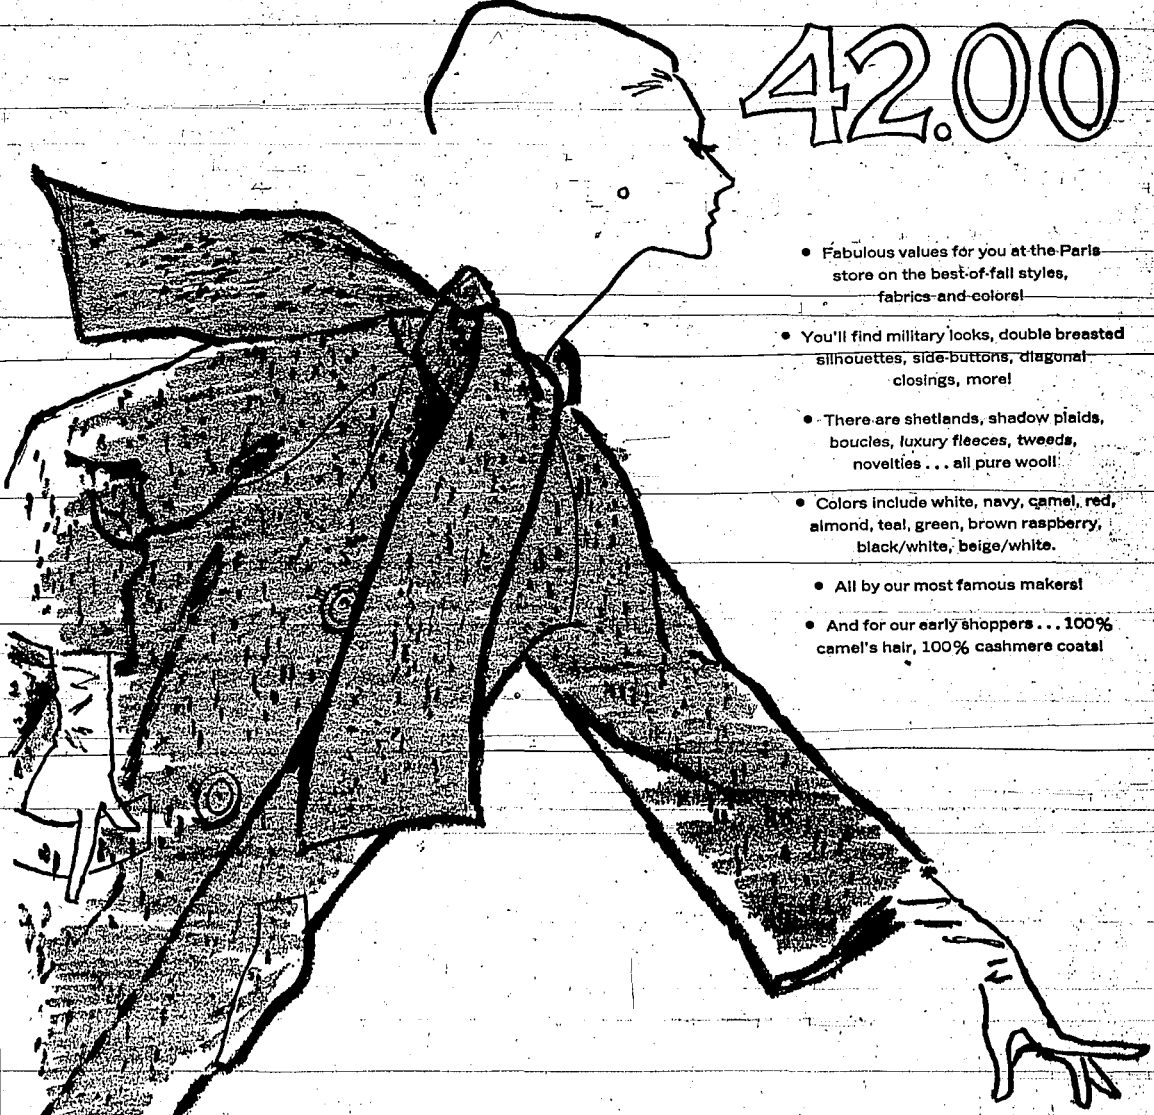 42.00
• Fabulous values for you at the Paris
store on the best-of-fall styles,
fabrics and colors!
• You'll find military looks, double breasted
silhouettes, side-buttons, diagonal
closings, more!
• There are shetlands, shadow plaids,
boucles, luxury fleeces, tweeds,
novelties... all pure wool!
• Colors include white, navy, camel, red,
almond, teal, green, brown raspberry,
black/white, beige/white.
• All by our most famous makers!
• And for our early shoppers... 100%
camel's hair, 100% cashmere coats!